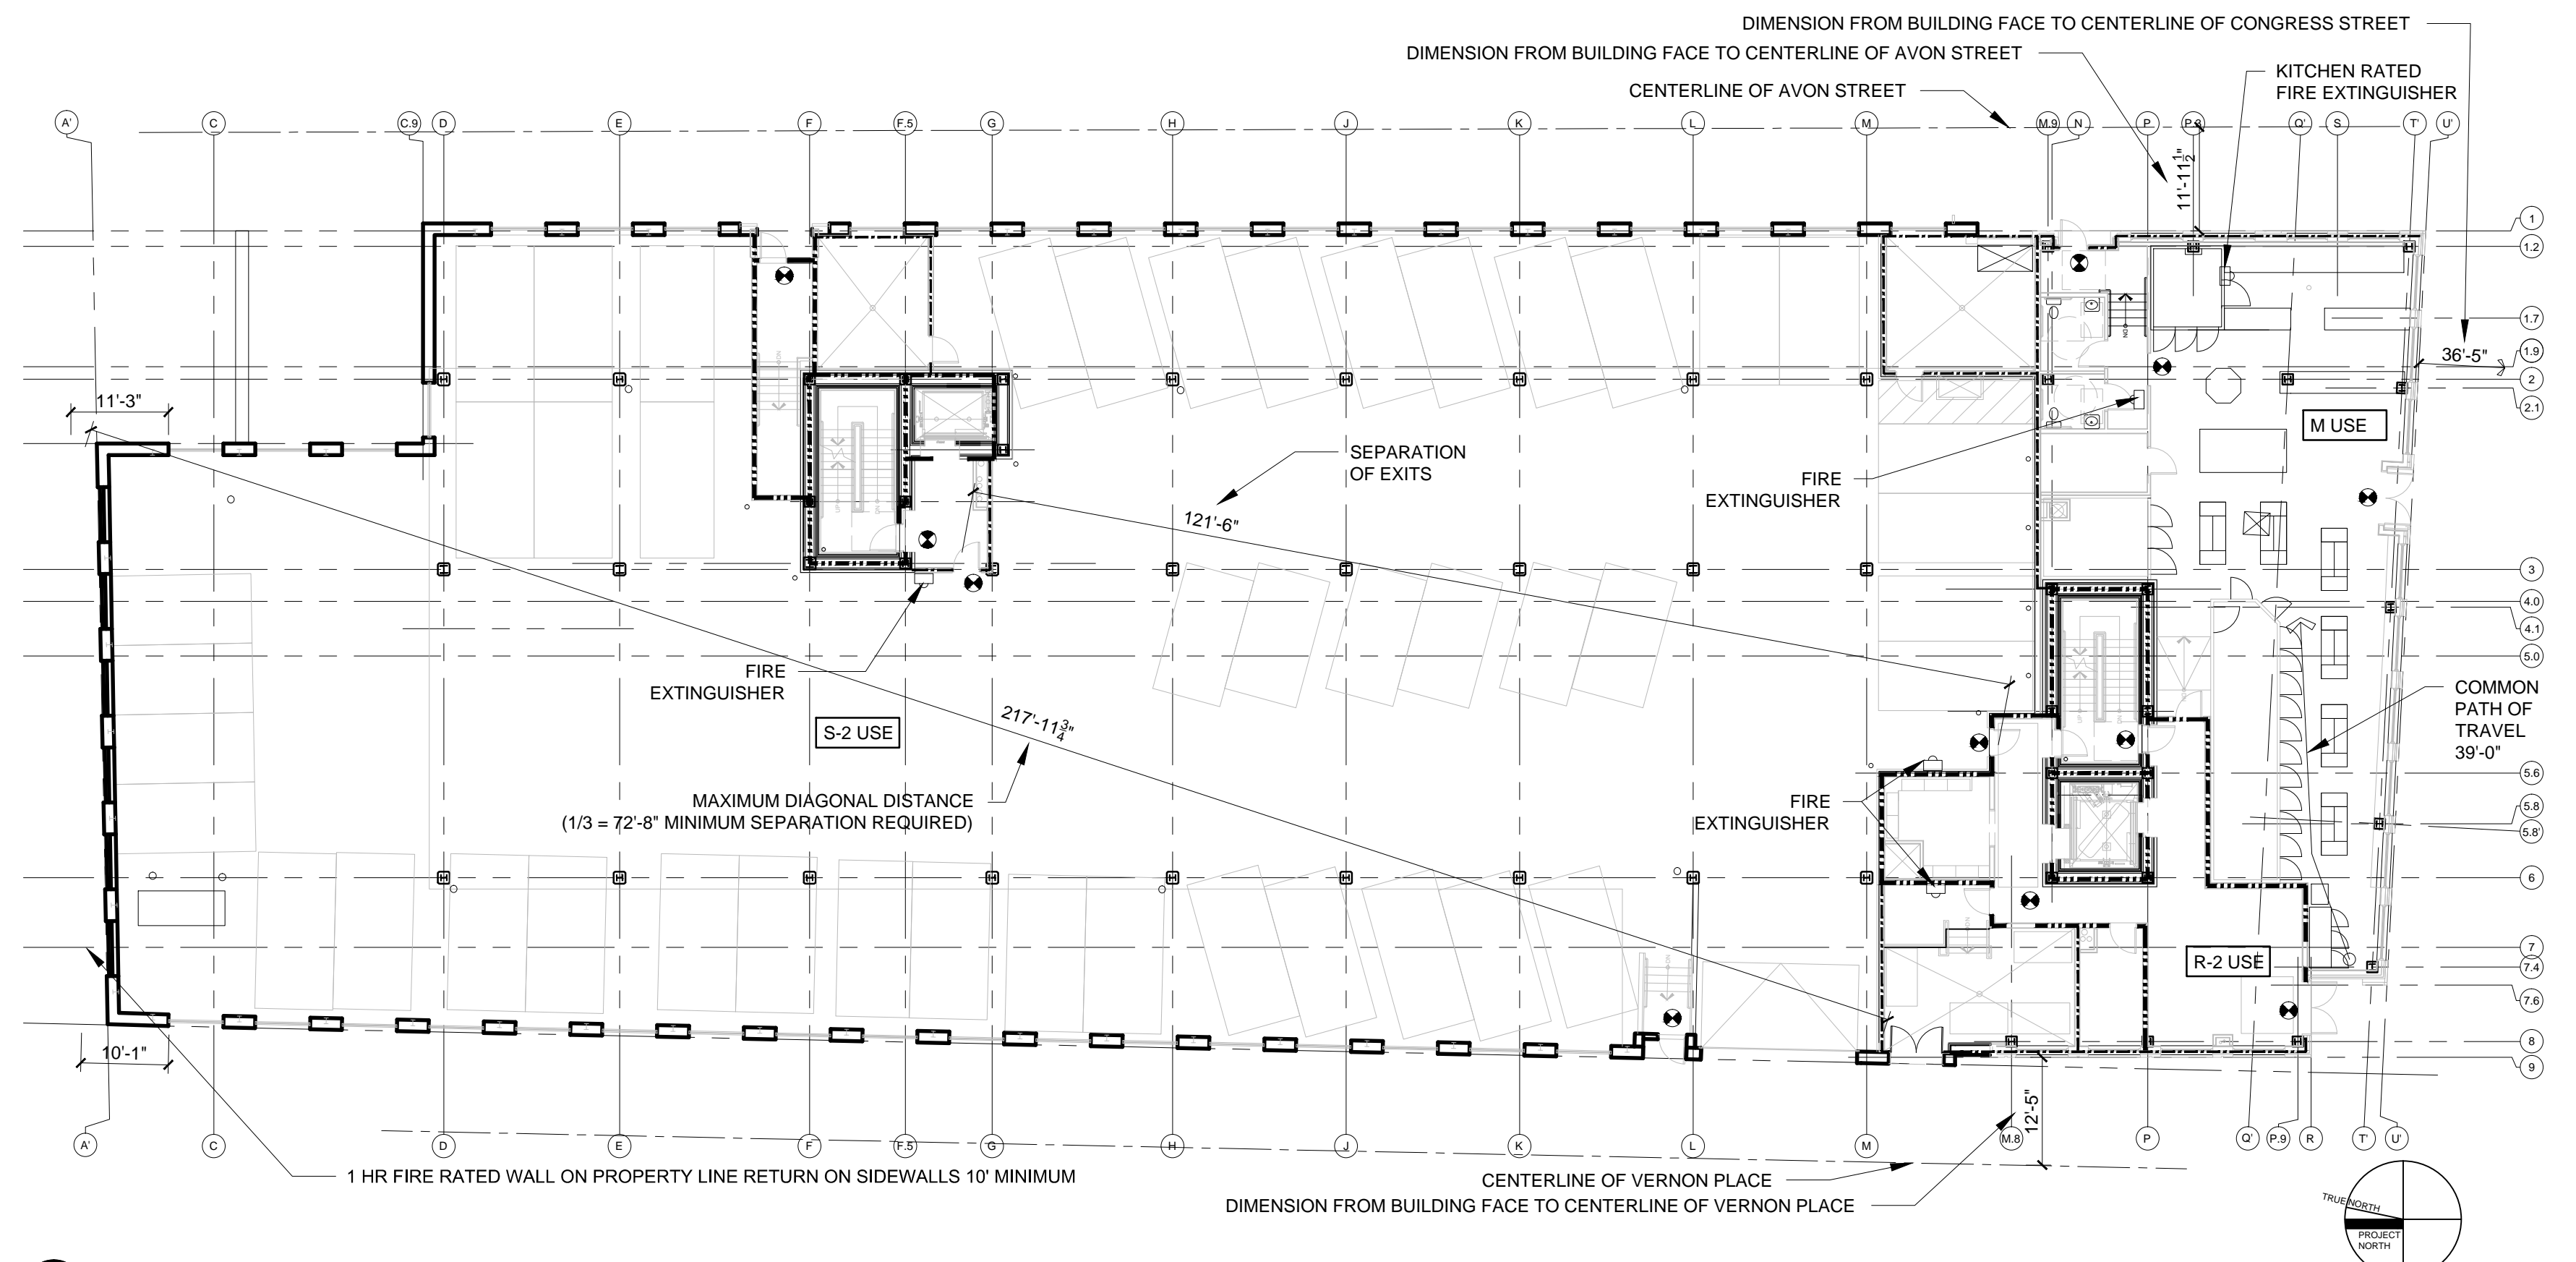 DIMENSION FROM BUILDING FACE TO CENTERLINE OF CONGRESS STREET
DIMENSION FROM BUILDING FACE TO CENTERLINE OF AVON STREET
CENTERLINE OF AVON STREET
KITCHEN RATED
FIRE EXTINGUISHER
A' C C.9 D E F F.5 G H J K L M M.9 N P P.3 Q' S T' U'
11'-11 1/2"
1
1.2
1.7
1.9
2
2.1
36'-5"
11'-3"
M USE
SEPARATION
OF EXITS
121'-6"
FIRE
EXTINGUISHER
3
4.0
4.1
5.0
FIRE
EXTINGUISHER
COMMON
PATH OF
TRAVEL
39'-0"
217'-11 3/4"
S-2 USE
MAXIMUM DIAGONAL DISTANCE
(1/3 = 72'-8" MINIMUM SEPARATION REQUIRED)
FIRE
EXTINGUISHER
5.6
5.8
5.8'
6
7
7.4
7.6
8
9
R-2 USE
10'-1"
12'-5"
A' C D E F F.5 G H J K L M M.8 P Q' P.9 R T' U'
1 HR FIRE RATED WALL ON PROPERTY LINE RETURN ON SIDEWALLS 10' MINIMUM
CENTERLINE OF VERNON PLACE
DIMENSION FROM BUILDING FACE TO CENTERLINE OF VERNON PLACE
TRUE NORTH
PROJECT
NORTH